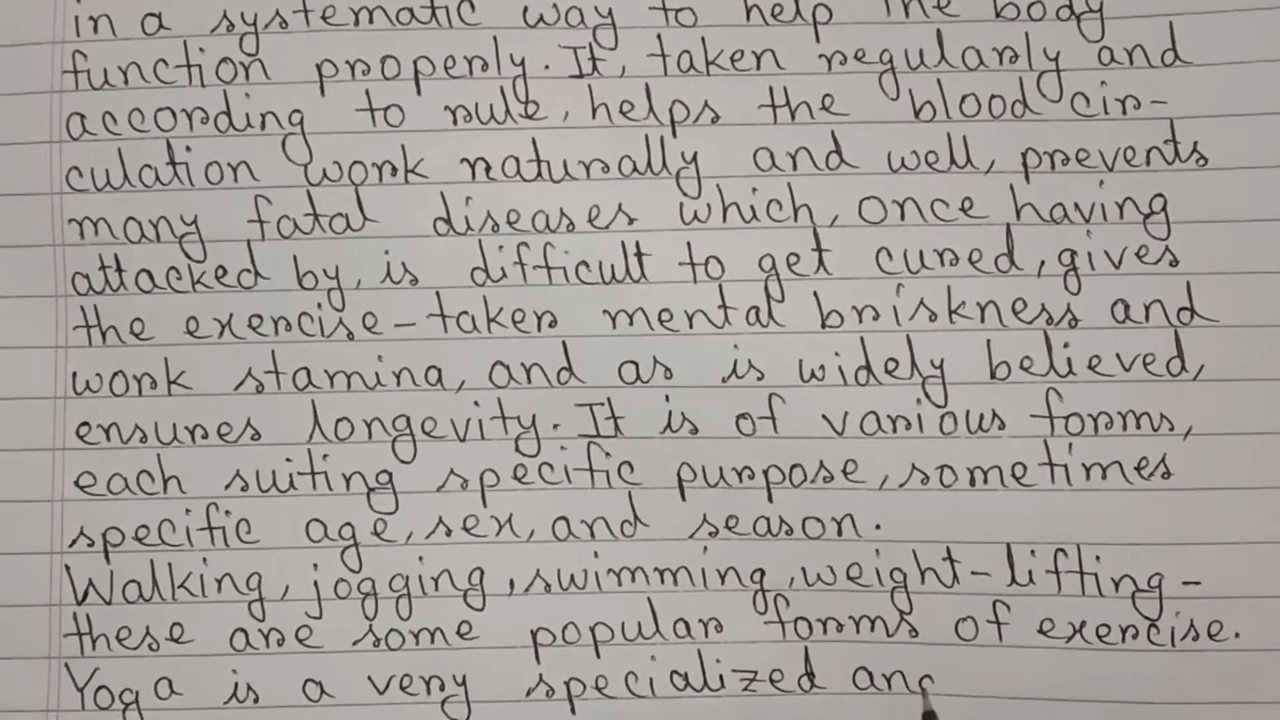 in a systematic way to help the body
function properly. It, taken regularly and
according to rule, helps the blood cir-
culation work naturally and well, prevents
many fatal diseases which, once having
attacked by, is difficult to get cured, gives
the exercise-taker mental briskness and
work stamina, and as is widely believed,
ensures longevity. It is of various forms,
each suiting specific purpose, sometimes
specific age, sex, and season.
Walking, jogging, swimming, weight-lifting-
these are some popular forms of exercise.
Yoga is a very specialized an